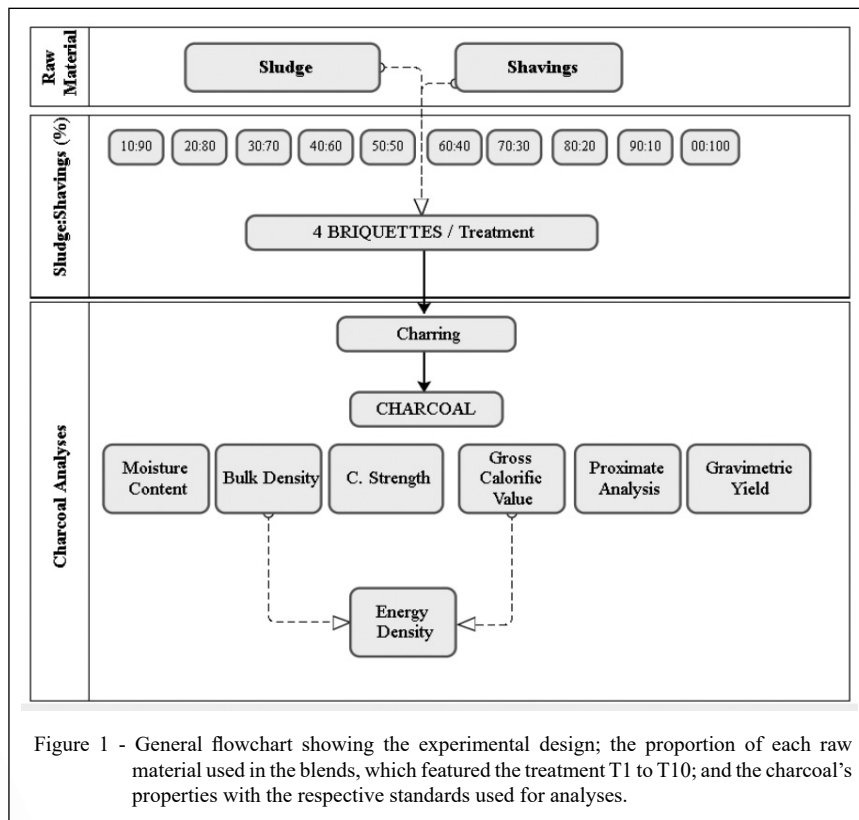 Raw
Material
Sludge
Shavings
Sludge:Shavings (%)
10:90 20:80 30:70 40:60 50:50 60:40 70:30 80:20 90:10 00:100
4 BRIQUETTES / Treatment
Charcoal Analyses
Charring
CHARCOAL
Moisture
Content
Bulk Density
C. Strength
Gross
Calorific
Value
Proximate
Analysis
Gravimetric
Yield
Energy
Density
Figure 1 - General flowchart showing the experimental design; the proportion of each raw
material used in the blends, which featured the treatment T1 to T10; and the charcoal’s
properties with the respective standards used for analyses.